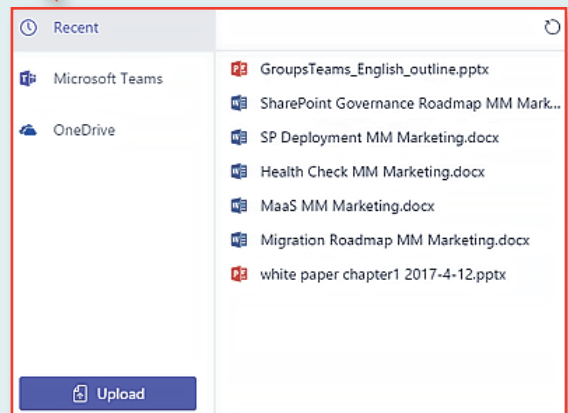 Recent
Microsoft Teams
OneDrive
Upload
GroupsTeams_English_outline.pptx
SharePoint Governance Roadmap MM Mark...
SP Deployment MM Marketing.docx
Health Check MM Marketing.docx
MaaS MM Marketing.docx
Migration Roadmap MM Marketing.docx
white paper chapter1 2017-4-12.pptx